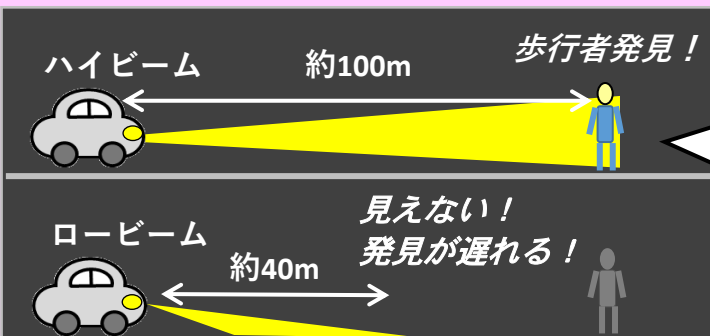 ハイビーム
約100m
歩行者発見！
ロービーム
約40m
見えない！
発見が遅れる！